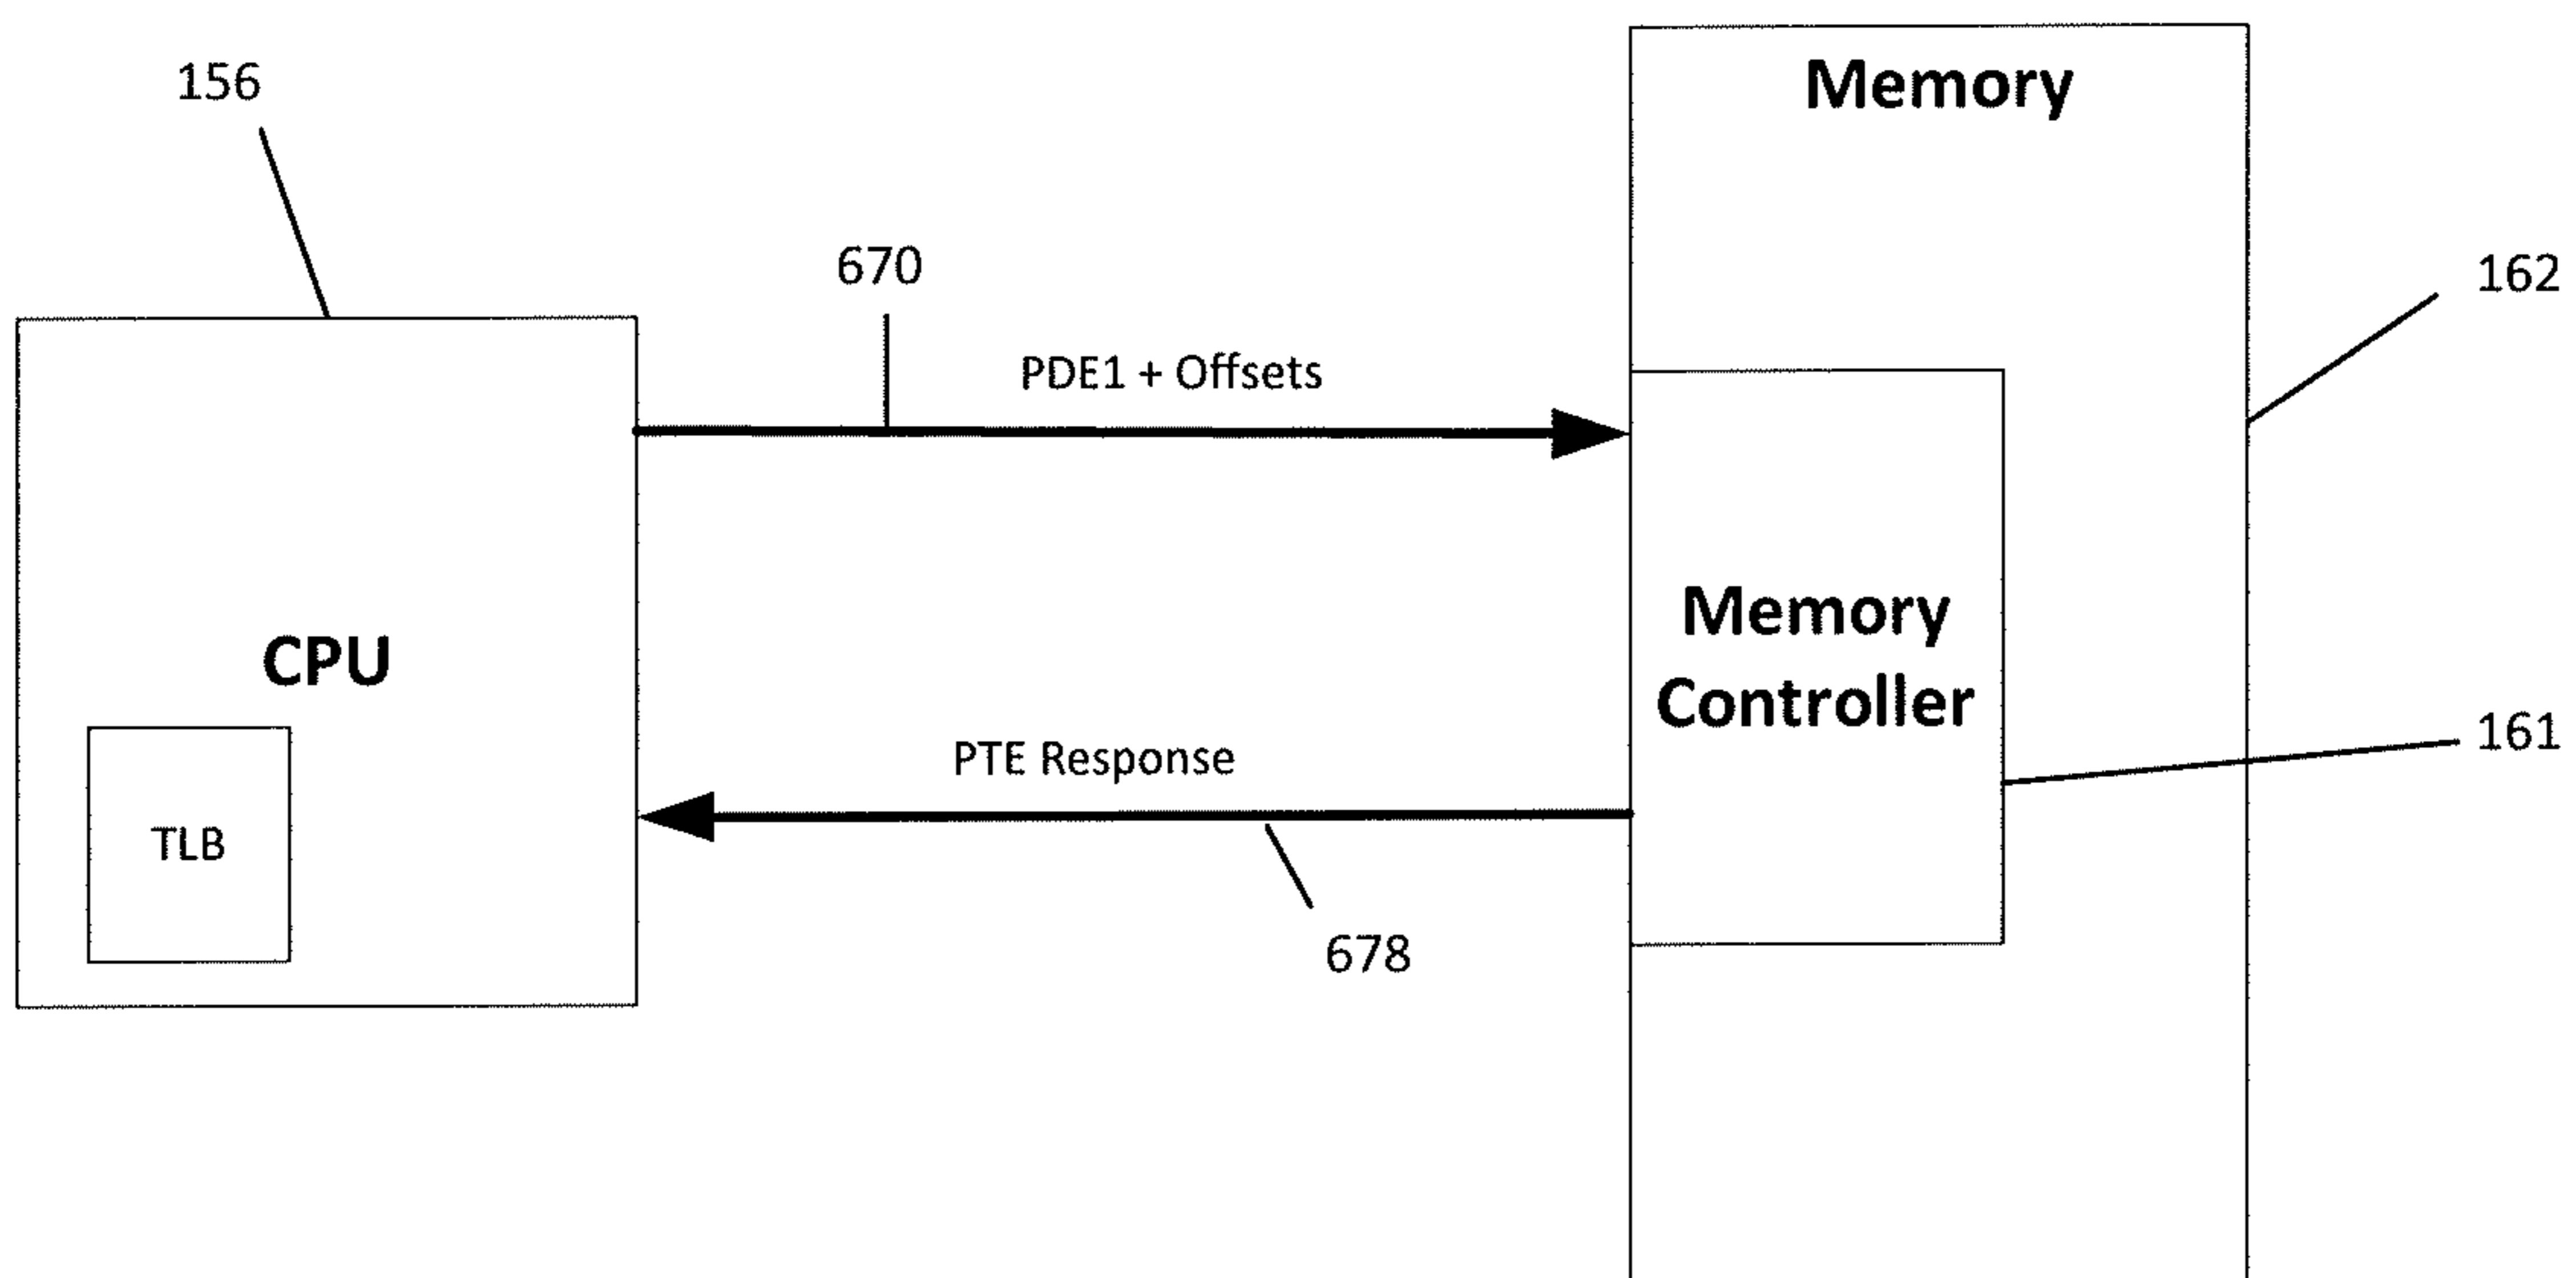 Memory
156
670
162
PDE1 + Offsets
Memory
Controller
CPU
161
PTE Response
TLB
678